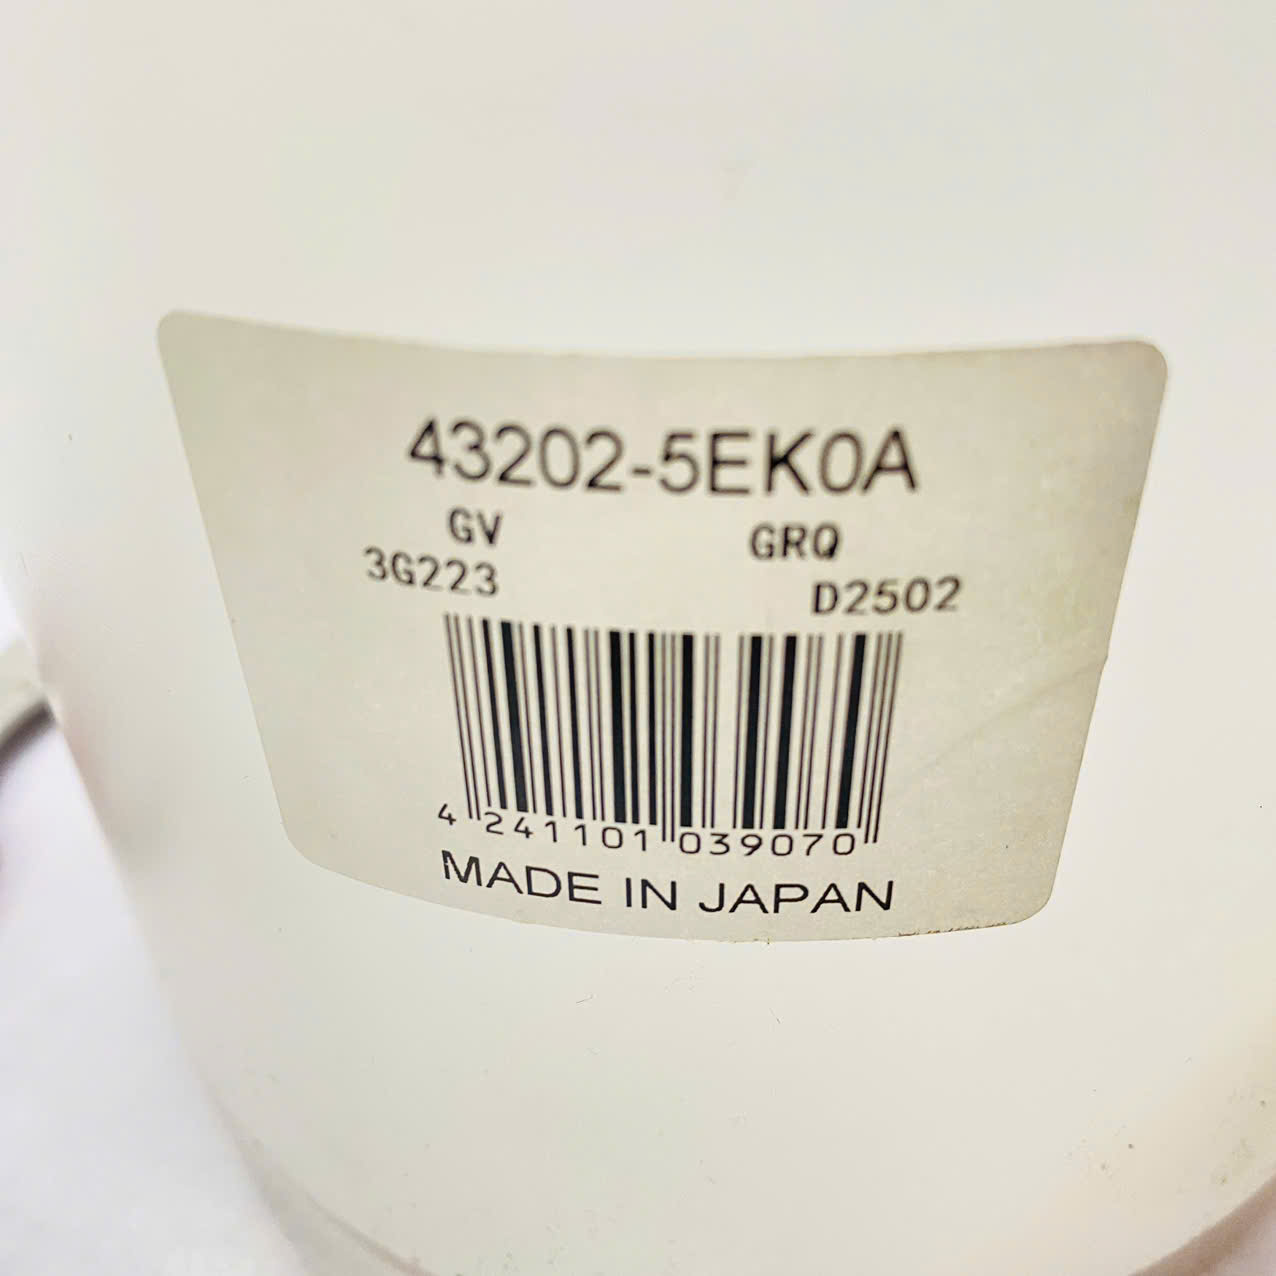 43202-5EK0A
GV GRQ
3G223 D2502
4 241101 039070
MADE IN JAPAN